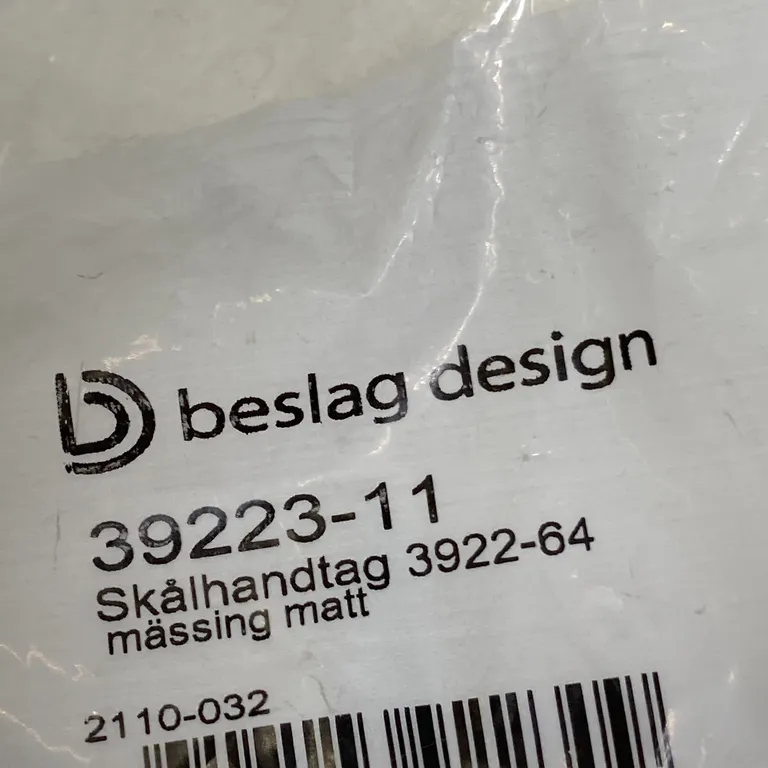 beslag design
39223-11
Skålhandtag 3922-64
mässing matt
2110-032